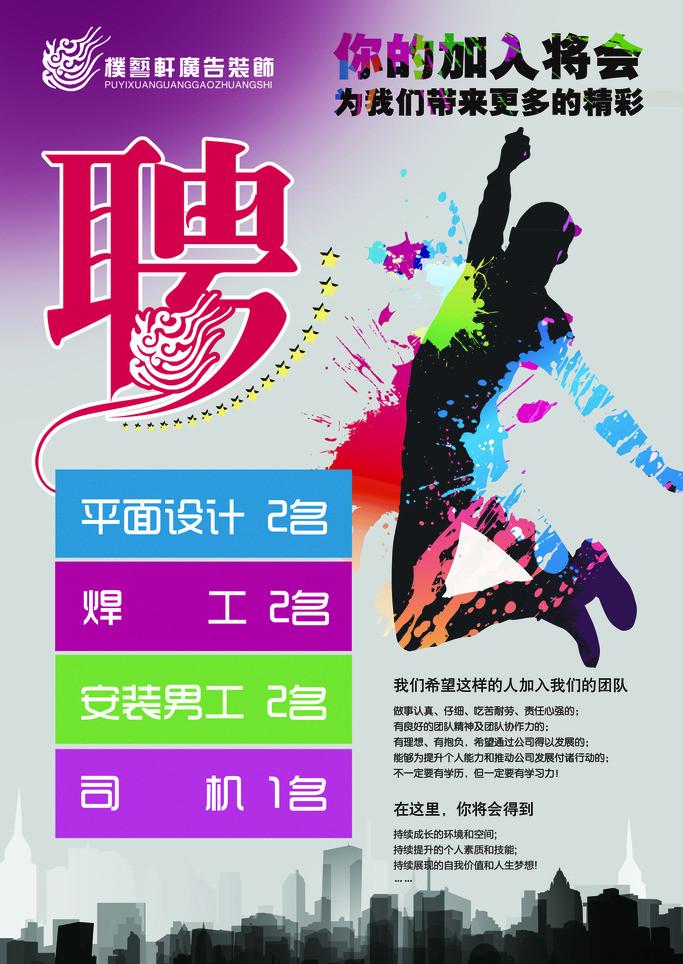 樸藝軒廣告裝飾
PUYIXUANGUANGGAOZHUANGSHI
你的加入将会
为我们带来更多的精彩
聘
平面设计 2名
焊 工 2名
安装男工 2名
司 机 1名
我们希望这样的人加入我们的团队
做事认真、仔细、吃苦耐劳、责任心强的；
有良好的团队精神及团队协作力的；
有理想、有抱负，希望通过公司得以发展的；
能够为提升个人能力和推动公司发展付诸行动的；
不一定要有学历，但一定要有学习力！
在这里，你将会得到
持续成长的环境和空间；
持续提升的个人素质和技能；
持续展现的自我价值和人生梦想！
... ...